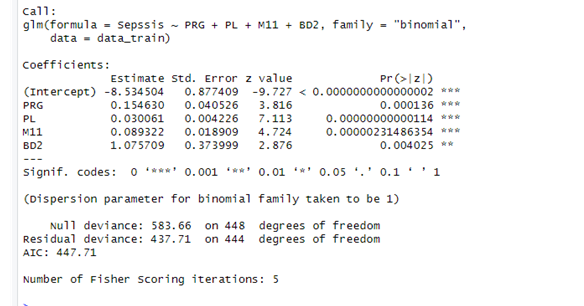 Call:
glm(formula = Sepssis ~ PRG + PL + M11 + BD2, family = "binomial",
    data = data_train)
Coefficients:
             Estimate Std. Error z value             Pr(>|z|)
(Intercept) -8.534504   0.877409  -9.727 < 0.0000000000000002 ***
PRG          0.154630   0.040526   3.816             0.000136 ***
PL           0.030061   0.004226   7.113    0.00000000000114 ***
M11          0.089322   0.018909   4.724     0.00000231486354 ***
BD2          1.075709   0.373999   2.876             0.004025 **
---
Signif. codes:  0 ‘***’ 0.001 ‘**’ 0.01 ‘*’ 0.05 ‘.’ 0.1 ‘ ’ 1
(Dispersion parameter for binomial family taken to be 1)
    Null deviance: 583.66  on 448  degrees of freedom
Residual deviance: 437.71  on 444  degrees of freedom
AIC: 447.71
Number of Fisher Scoring iterations: 5